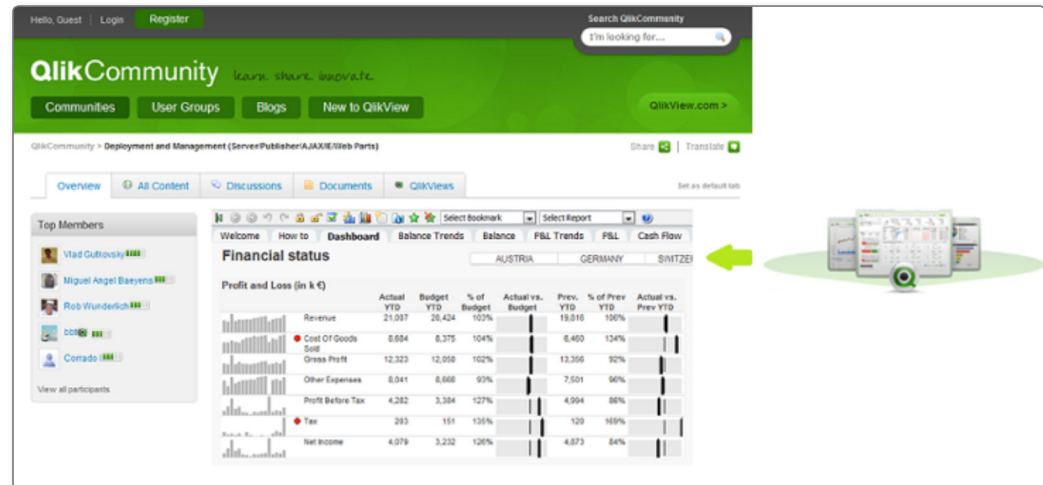 Hello, Guest | Login Register
Search QlikCommunity
I'm looking for...
QlikCommunity learn share innovate
Communities User Groups Blogs New to QlikView QlikView.com >
QlikCommunity > Deployment and Management (Server/Publisher/AJAX/IE/Web Parts) Share | Translate
Overview All Content Discussions Documents QlikViews Set as default tab
Top Members
Vlad Gutkovsky
Miguel Angel Baeyens
Rob Wunderlich
Corrado
View all participants
Select Bookmark Select Report
Welcome How to Dashboard Balance Trends Balance P&L Trends P&L Cash Flow
Financial status AUSTRIA GERMANY SWITZER
Profit and Loss (in k €)
Actual YTD Budget YTD % of Budget Actual vs. Budget Prev. YTD % of Prev YTD Actual vs. Prev YTD
Revenue 103% 19,816 106%
Cost Of Goods Sold 8,684 8,375 104% 6,460 134%
Gross Profit 12,323 12,050 102% 13,356 92%
Other Expenses 8,041 8,666 93% 7,501 96%
Profit Before Tax 4,282 3,384 127% 4,994 86%
Tax 203 151 135% 120 169%
Net Income 4,079 3,232 126% 4,873 84%